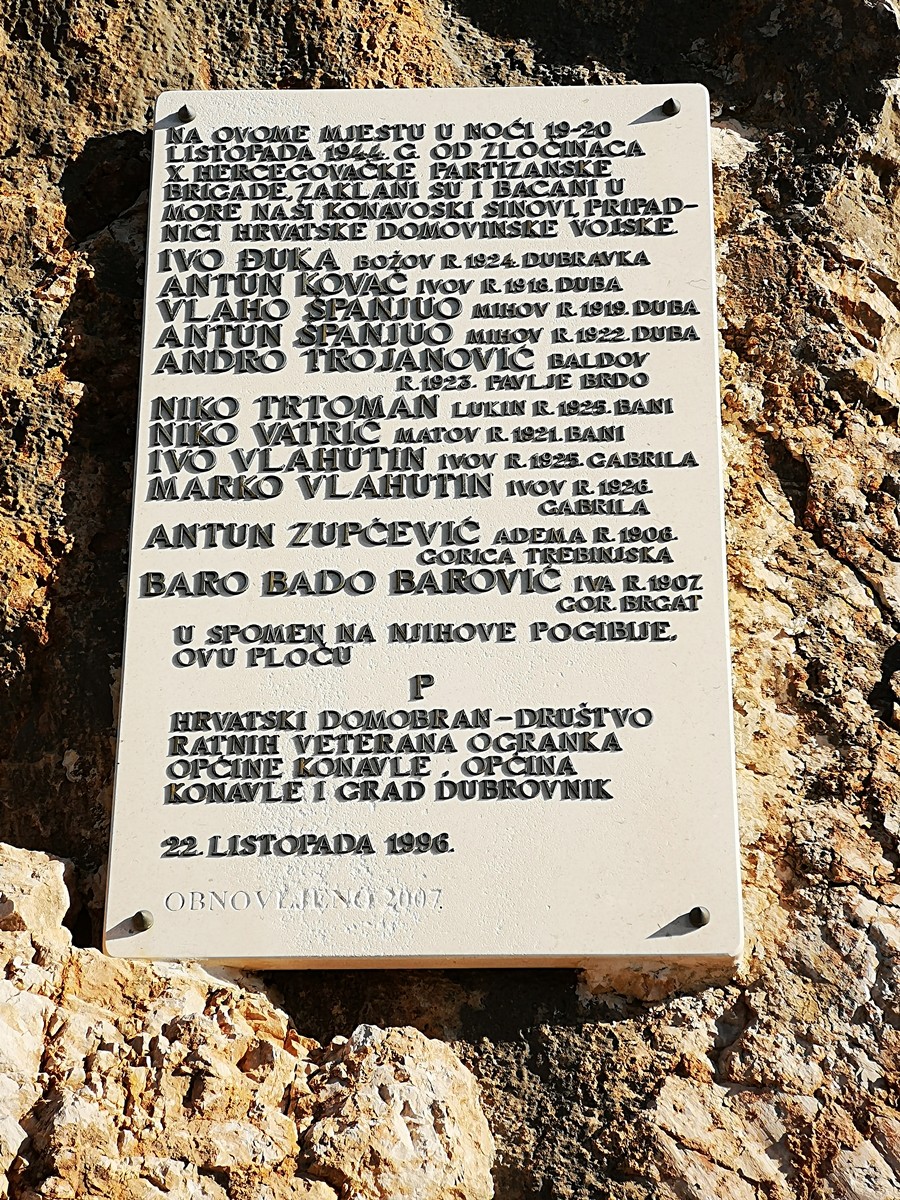 NA OVOME MJESTU U NOĆI 19-20
LISTOPADA 1944. G. OD ZLOČINACA
X. HERCEGOVAČKE PARTIZANSKE
BRIGADE, ZAKLANI SU I BACANI U
MORE NAŠI KONAVOSKI SINOVI, PRIPAD-
NICI HRVATSKE DOMOVINSKE VOJSKE.
IVO ĐUKA BOŽOV R.1924. DUBRAVKA
ANTUN KOVAČ IVOV R.1918. DUBA
VLAHO ŠPANJUO MIHOV R.1919. DUBA
ANTUN ŠPANJUO MIHOV R.1922. DUBA
ANDRO TROJANOVIĆ BALDOV
R.1923. PAVLJE BRDO
NIKO TRTOMAN LUKIN R.1925. BANI
NIKO VATRIĆ MATOV R.1921. BANI
IVO VLAHUTIN IVOV R.1925. GABRILA
MARKO VLAHUTIN IVOV R.1926.
GABRILA
ANTUN ZUPČEVIĆ ADEMA R.1906.
GORICA TREBINJSKA
BARO BADO BAROVIĆ IVA R.1907.
GOR. BRGAT
U SPOMEN NA NJIHOVE POGIBIJE,
OVU PLOČU
P
HRVATSKI DOMOBRAN-DRUŠTVO
RATNIH VETERANA OGRANKA
OPĆINE KONAVLE, OPĆINA
KONAVLE I GRAD DUBROVNIK
22. LISTOPADA 1996.
OBNOVLJENO 2007.